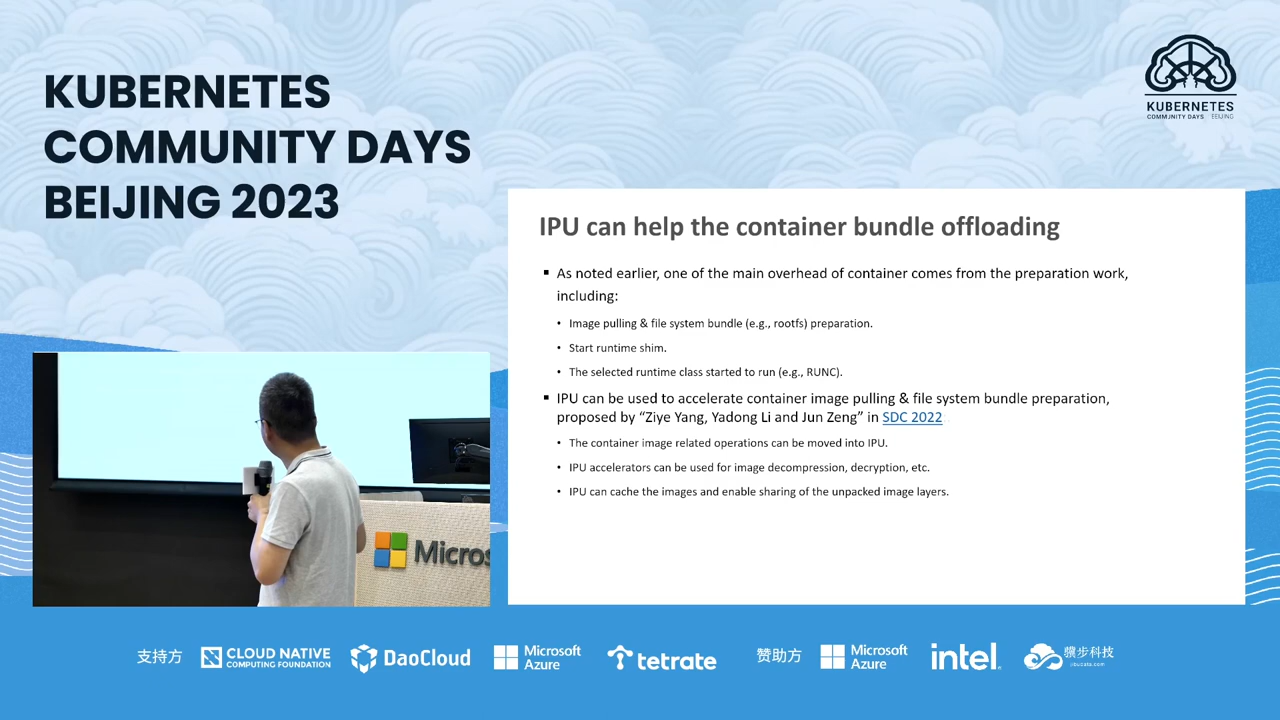 KUBERNETES
COMMUNITY DAYS
BEIJING 2023
KUBERNETES
COMMUNITY DAYS BEIJING
IPU can help the container bundle offloading
▪ As noted earlier, one of the main overhead of container comes from the preparation work,
including:
• Image pulling & file system bundle (e.g., rootfs) preparation.
• Start runtime shim.
• The selected runtime class started to run (e.g., RUNC).
▪ IPU can be used to accelerate container image pulling & file system bundle preparation,
proposed by “Ziye Yang, Yadong Li and Jun Zeng” in SDC 2022
• The container image related operations can be moved into IPU.
• IPU accelerators can be used for image decompression, decryption, etc.
• IPU can cache the images and enable sharing of the unpacked image layers.
Micros
支持方
CLOUD NATIVE
COMPUTING FOUNDATION
DaoCloud
Microsoft
Azure
tetrate
赞助方
Microsoft
Azure
intel.
骥步科技